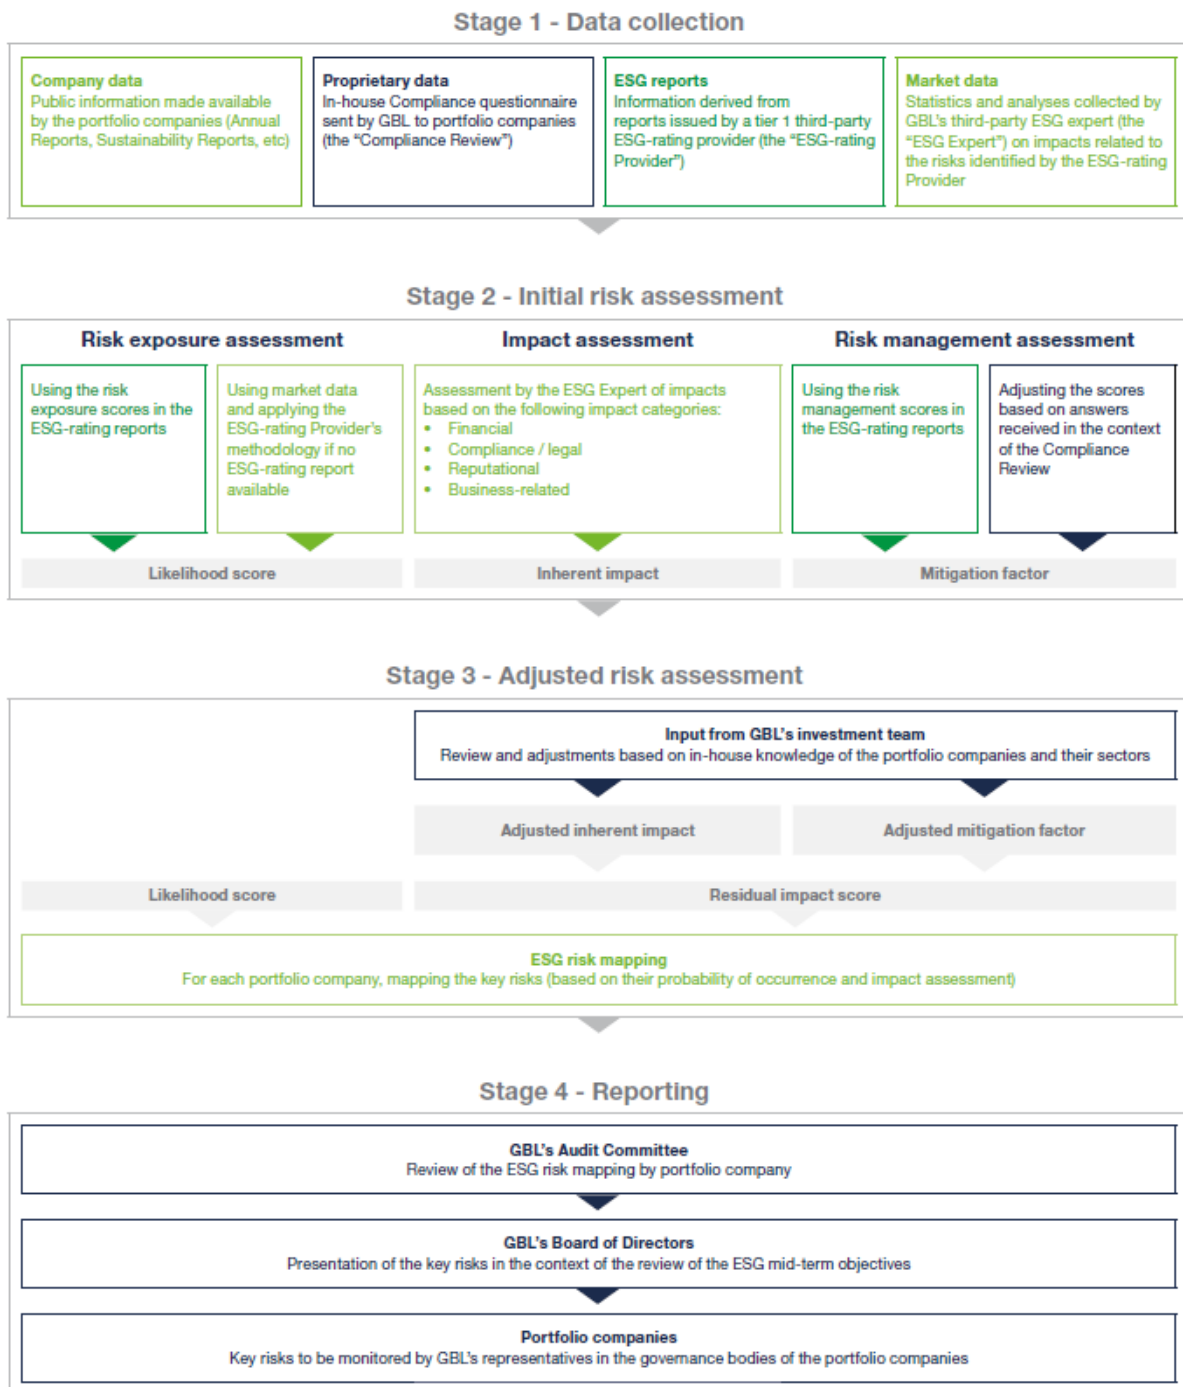 Stage 1 - Data collection
Company data
Public information made available
by the portfolio companies (Annual
Reports, Sustainability Reports, etc)
Proprietary data
In-house Compliance questionnaire
sent by GBL to portfolio companies
(the “Compliance Review”)
ESG reports
Information derived from
reports issued by a tier 1 third-party
ESG-rating provider (the “ESG-rating
Provider”)
Market data
Statistics and analyses collected by
GBL’s third-party ESG expert (the
“ESG Expert”) on impacts related to
the risks identified by the ESG-rating
Provider
Stage 2 - Initial risk assessment
Risk exposure assessment
Using the risk
exposure scores in the
ESG-rating reports
Using market data
and applying the
ESG-rating Provider’s
methodology if no
ESG-rating report
available
Likelihood score
Impact assessment
Assessment by the ESG Expert of impacts
based on the following impact categories:
• Financial
• Compliance / legal
• Reputational
• Business-related
Inherent impact
Risk management assessment
Using the risk
management scores in
the ESG-rating reports
Adjusting the scores
based on answers
received in the context
of the Compliance
Review
Mitigation factor
Stage 3 - Adjusted risk assessment
Input from GBL’s investment team
Review and adjustments based on in-house knowledge of the portfolio companies and their sectors
Adjusted inherent impact
Adjusted mitigation factor
Likelihood score
Residual impact score
ESG risk mapping
For each portfolio company, mapping the key risks (based on their probability of occurrence and impact assessment)
Stage 4 - Reporting
GBL’s Audit Committee
Review of the ESG risk mapping by portfolio company
GBL’s Board of Directors
Presentation of the key risks in the context of the review of the ESG mid-term objectives
Portfolio companies
Key risks to be monitored by GBL’s representatives in the governance bodies of the portfolio companies